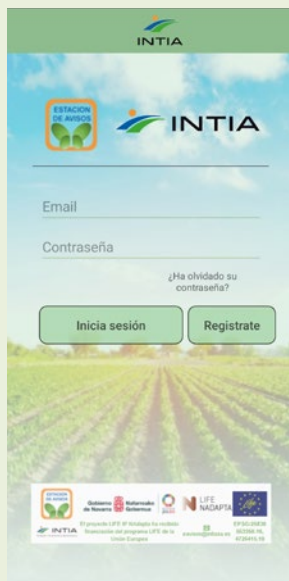 INTIA
ESTACIÓN
DE AVISOS
INTIA
Email
Contraseña
¿Ha olvidado su
contraseña?
Inicia sesión
Registrate
ESTACIÓN
DE AVISOS
INTIA
Gobierno
de Navarra
Nafarroako
Gobernua
LIFE
NADAPTA
El proyecto LIFE-IP NAdapta ha recibido
financiación del programa LIFE de la
Unión Europea